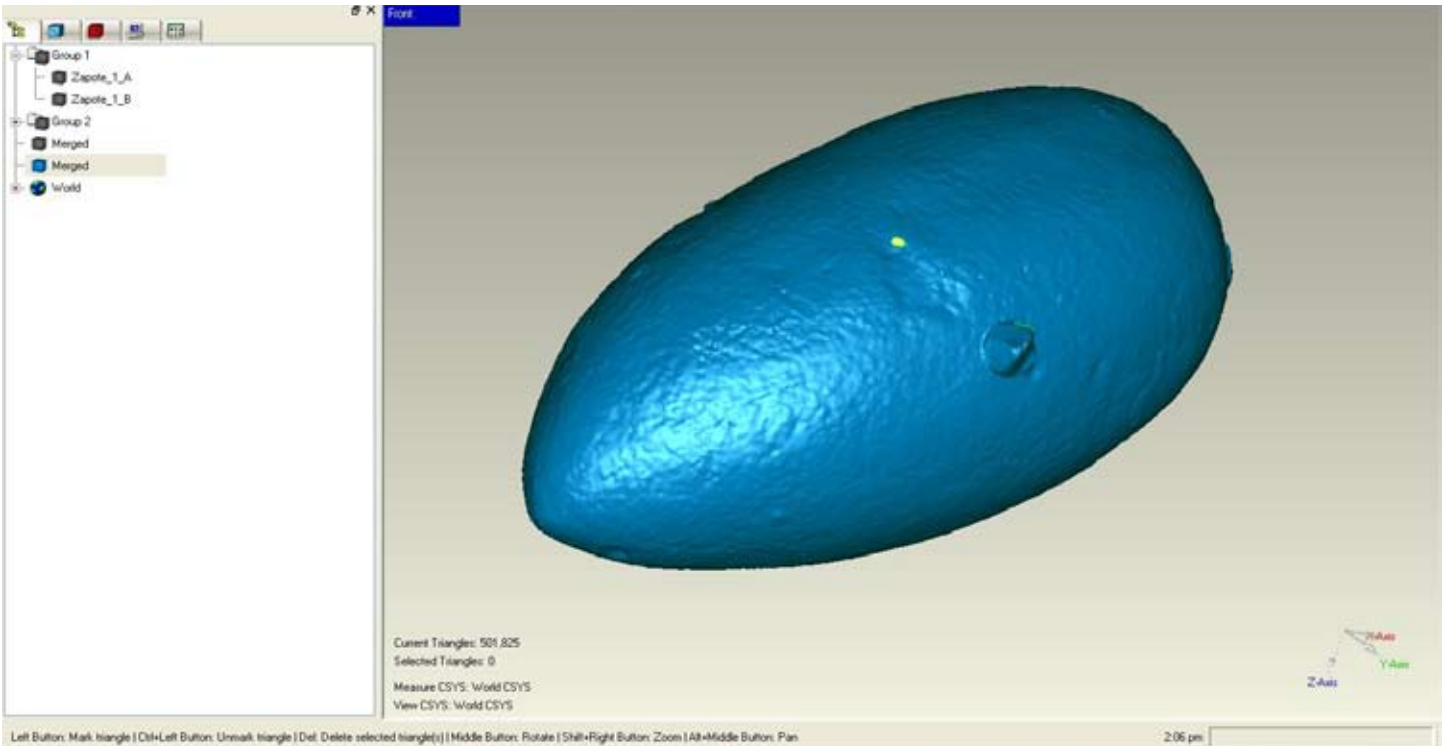 Front
Group 1
Zapote_1_A
Zapote_1_B
Group 2
Merged
Merged
World
Current Triangles: 501,825
Selected Triangles: 0
Measure CSYS: World CSYS
View CSYS: World CSYS
X-Axis
Y-Axis
Z-Axis
Left Button: Mark triangle | Ctrl+Left Button: Unmark triangle | Del: Delete selected triangle(s) | Middle Button: Rotate | Shift+Right Button: Zoom | Alt+Middle Button: Pan
2:06 pm